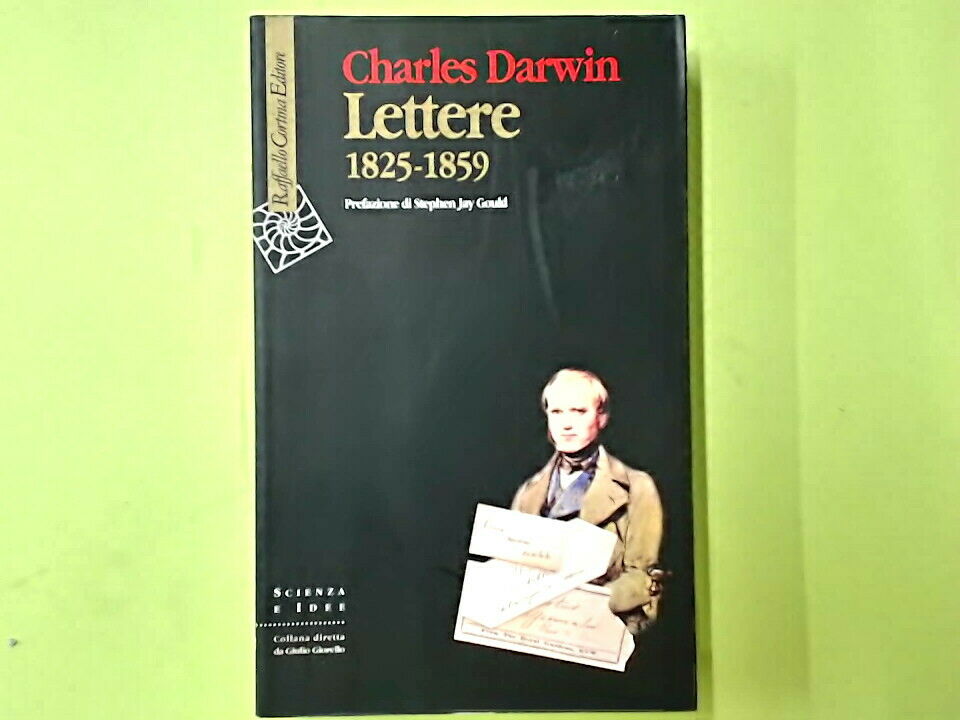 Raffaello Cortina Editore
Charles Darwin
Lettere
1825-1859
Prefazione di Stephen Jay Gould
SCIENZA
E IDEE
Collana diretta
da Giulio Giorello